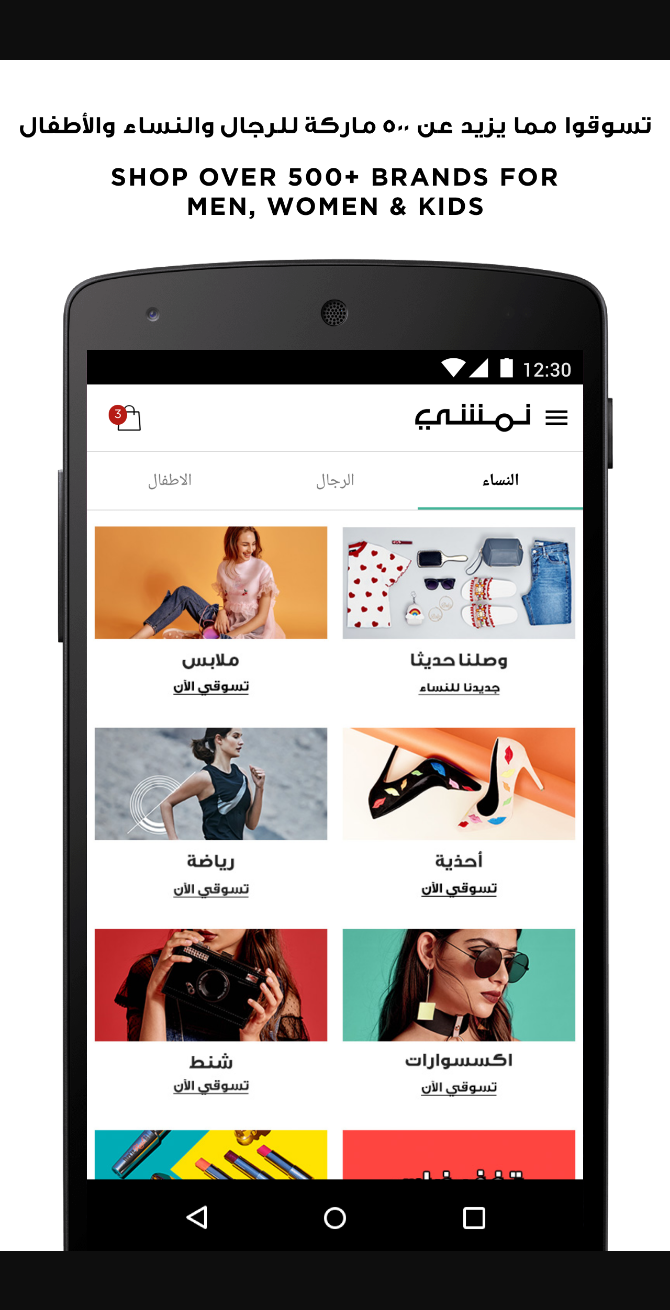 تسوقوا مما يزيد عن ٥٠٠ ماركة للرجال والنساء والأطفال
SHOP OVER 500+ BRANDS FOR
MEN, WOMEN & KIDS
12:30
نمشي
3
النساء
الرجال
الاطفال
وصلنا حديثا
جديدنا للنساء
ملابس
تسوقي الآن
أحذية
تسوقي الآن
رياضة
تسوقي الآن
اكسسوارات
تسوقي الآن
شنط
تسوقي الآن